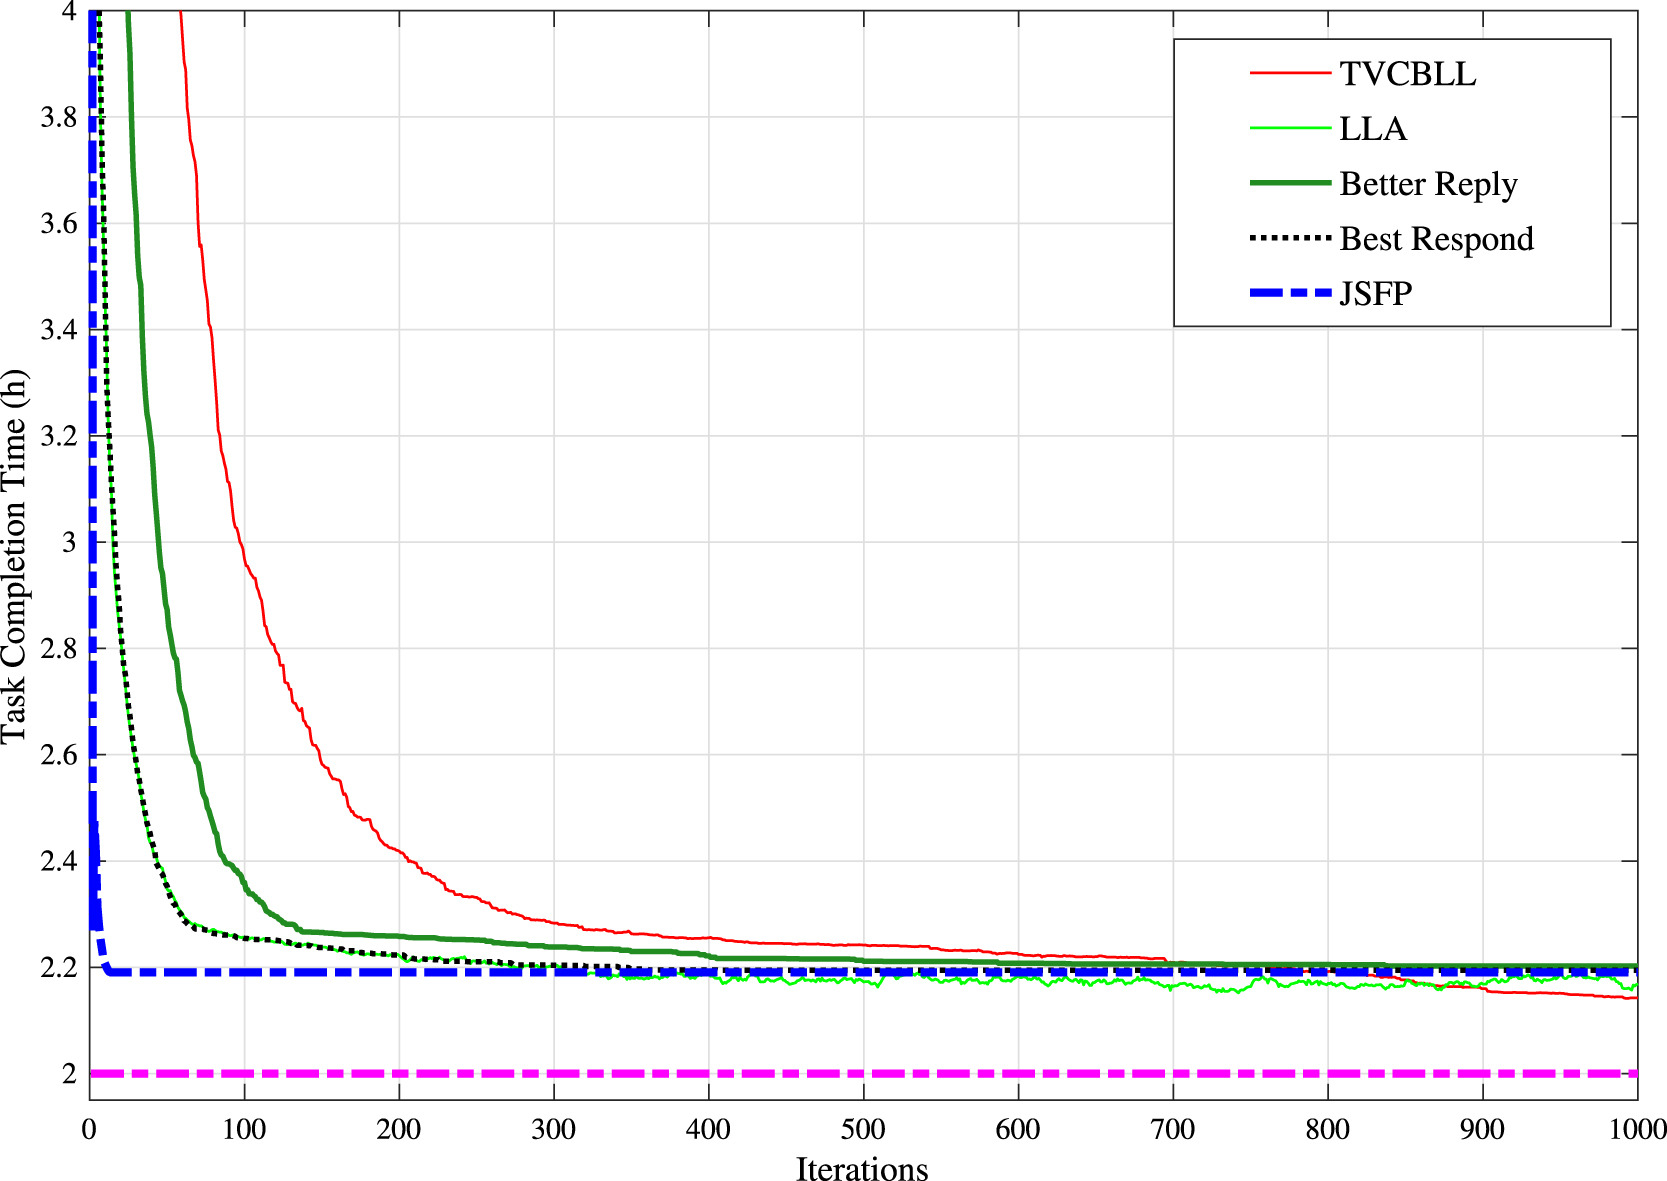 4
3.8
3.6
3.4
3.2
3
2.8
2.6
2.4
2.2
2
Task Completion Time (h)
TVCBLL
LLA
Better Reply
Best Respond
JSFP
0 100 200 300 400 500 600 700 800 900 1000
Iterations